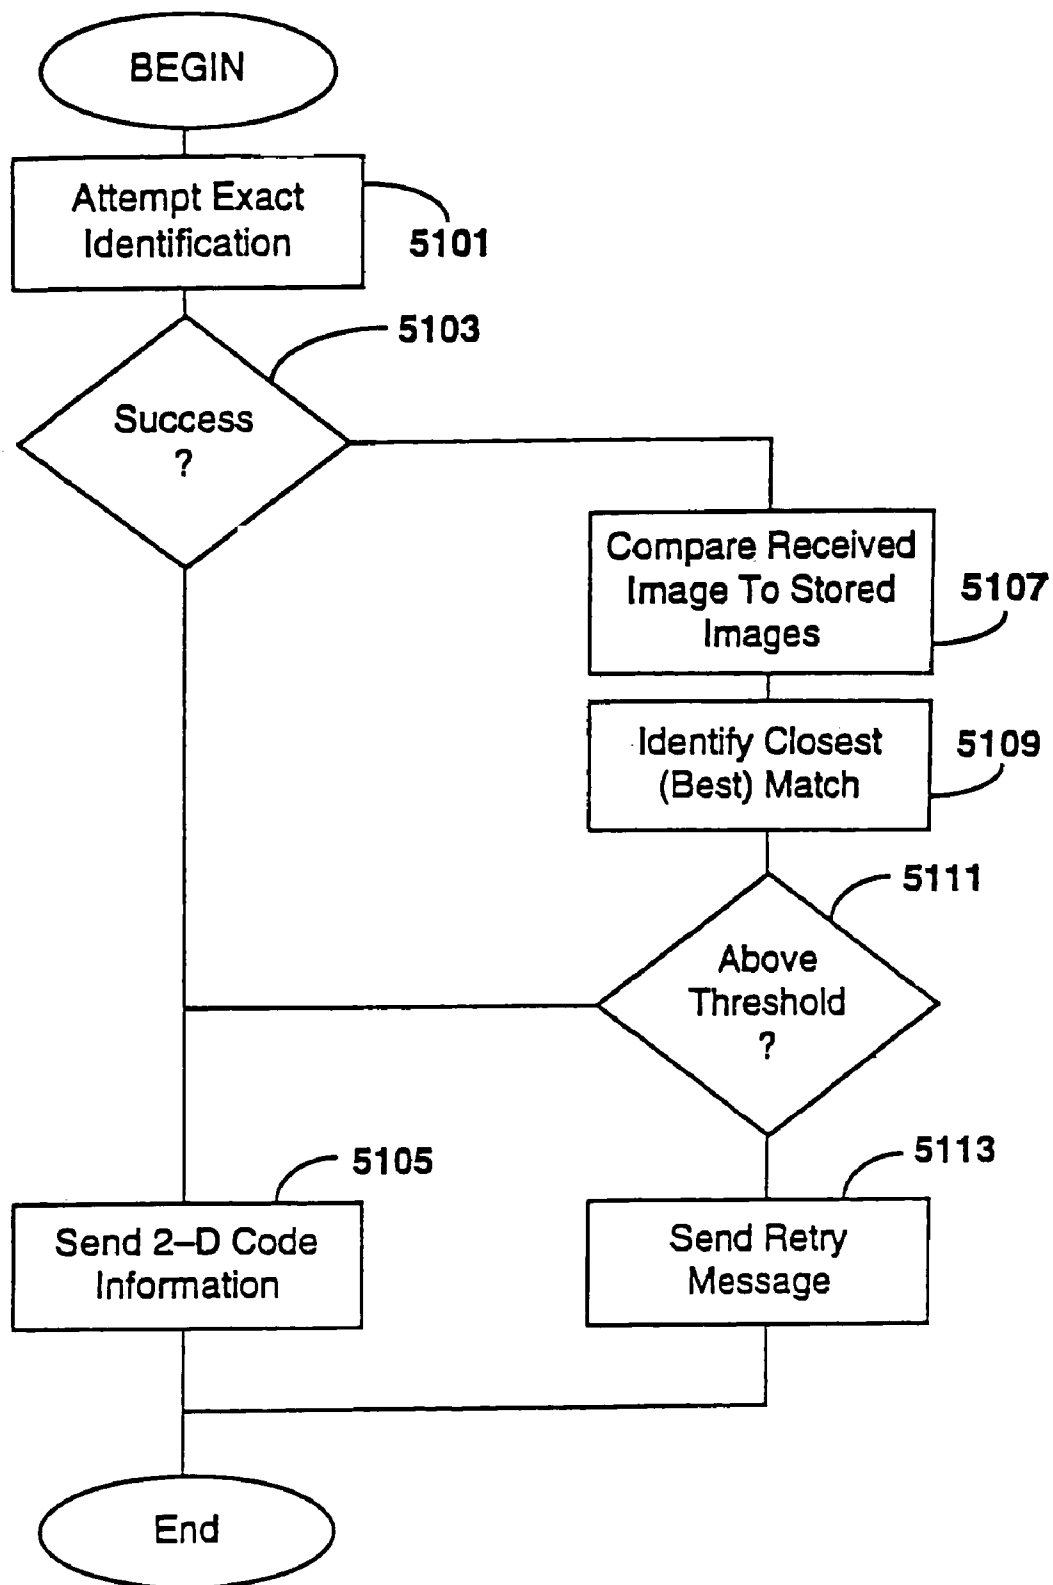 BEGIN
Attempt Exact
Identification
5101
5103
Success
?
Compare Received
Image To Stored
Images
5107
Identify Closest
(Best) Match
5109
5111
Above
Threshold
?
5105
Send 2–D Code
Information
5113
Send Retry
Message
End